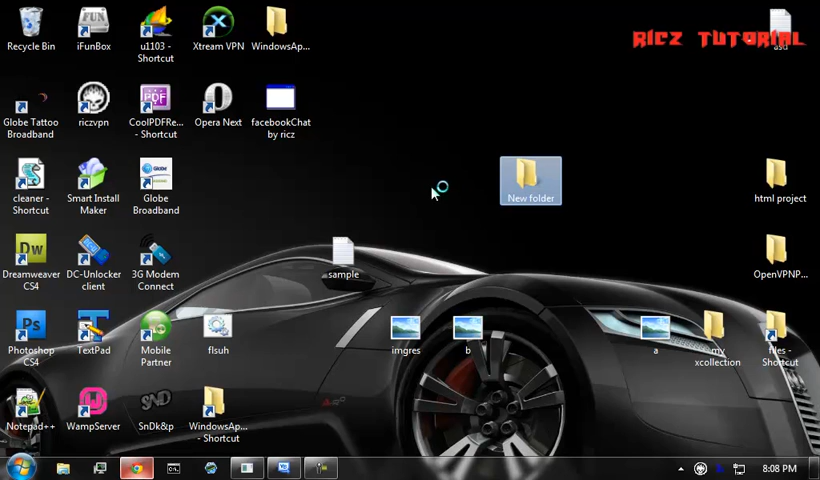 RICZ TUTORIAL
Recycle Bin
iFunBox
u1103 -
Shortcut
Xtream VPN
WindowsAp...
asd
Globe Tattoo
Broadband
riczvpn
CoolPDFRe...
- Shortcut
Opera Next
facebookChat
by ricz
cleaner -
Shortcut
Smart Install
Maker
Globe
Broadband
New folder
html project
Dreamweaver
CS4
DC-Unlocker
client
3G Modem
Connect
sample
OpenVPNP...
Photoshop
CS4
TextPad
Mobile
Partner
flsuh
imgres
b
a
my
xcollection
files -
Shortcut
Notepad++
WampServer
SnDk&p
WindowsAp...
- Shortcut
8:08 PM